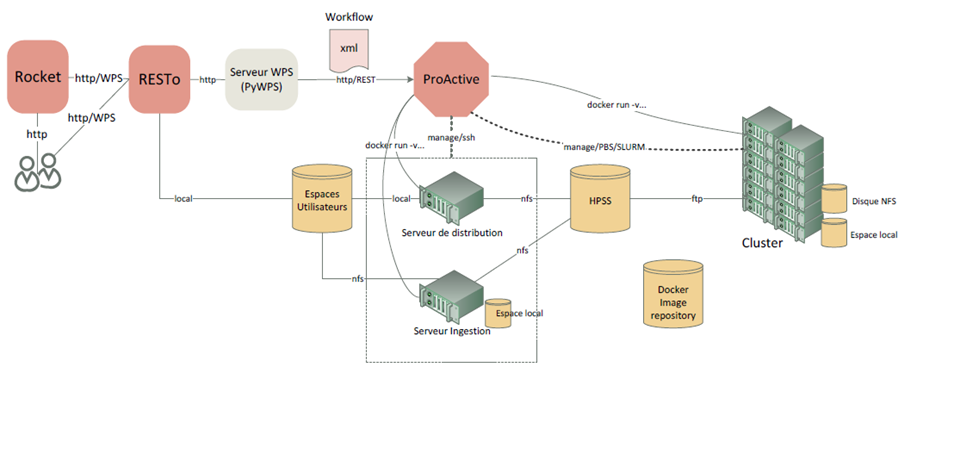 Workflow
xml
Rocket
http/WPS
RESTo
http
Serveur WPS
(PyWPS)
http/REST
ProActive
http/WPS
http
docker run -v...
manage/ssh
docker run -v...
manage/PBS/SLURM
local
Espaces
Utilisateurs
local
nfs
HPSS
ftp
Disque NFS
Serveur de distribution
Espace local
Cluster
nfs
nfs
Docker
Image
repository
Espace local
Serveur Ingestion